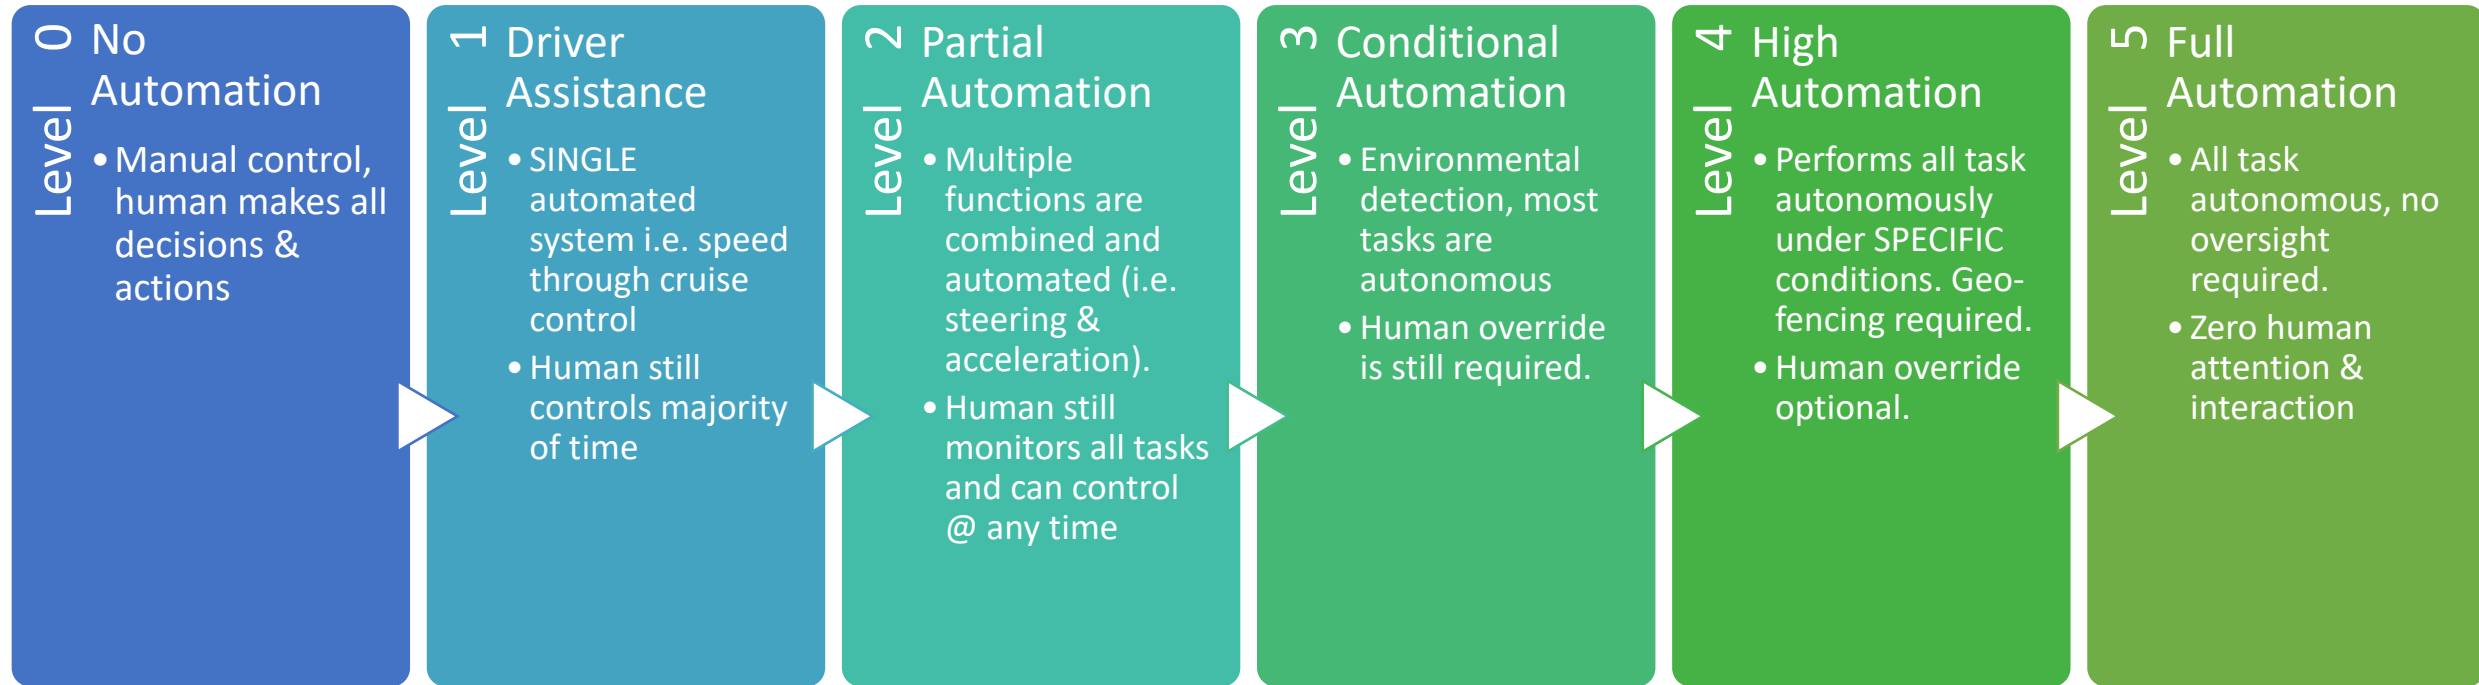 Level 0
No
Automation
• Manual control,
human makes all
decisions &
actions
Level 1
Driver
Assistance
• SINGLE
automated
system i.e. speed
through cruise
control
• Human still
controls majority
of time
Level 2
Partial
Automation
• Multiple
functions are
combined and
automated (i.e.
steering &
acceleration).
• Human still
monitors all tasks
and can control
@ any time
Level 3
Conditional
Automation
• Environmental
detection, most
tasks are
autonomous
• Human override
is still required.
Level 4
High
Automation
• Performs all task
autonomously
under SPECIFIC
conditions. Geo-
fencing required.
• Human override
optional.
Level 5
Full
Automation
• All task
autonomous, no
oversight
required.
• Zero human
attention &
interaction